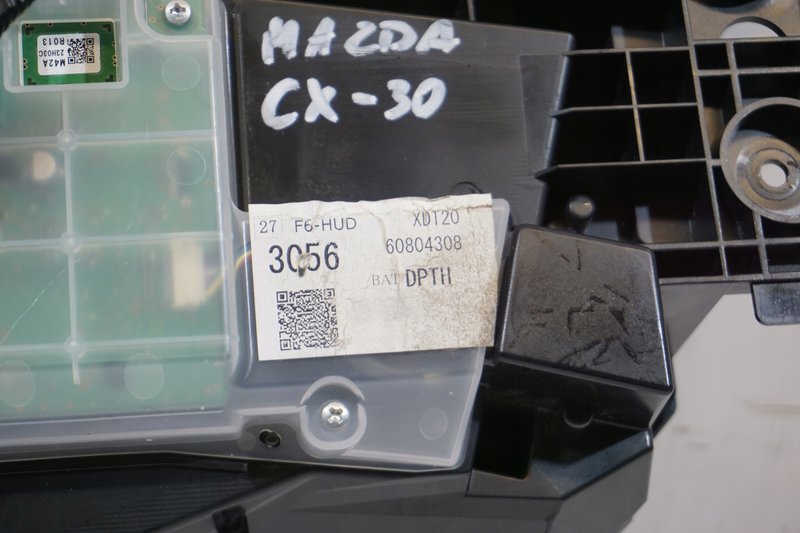 MAZDA
CX-30
M42A
23H03C
R013
27 F6-HUD XDT20
3056 60804308
BAT DPTH